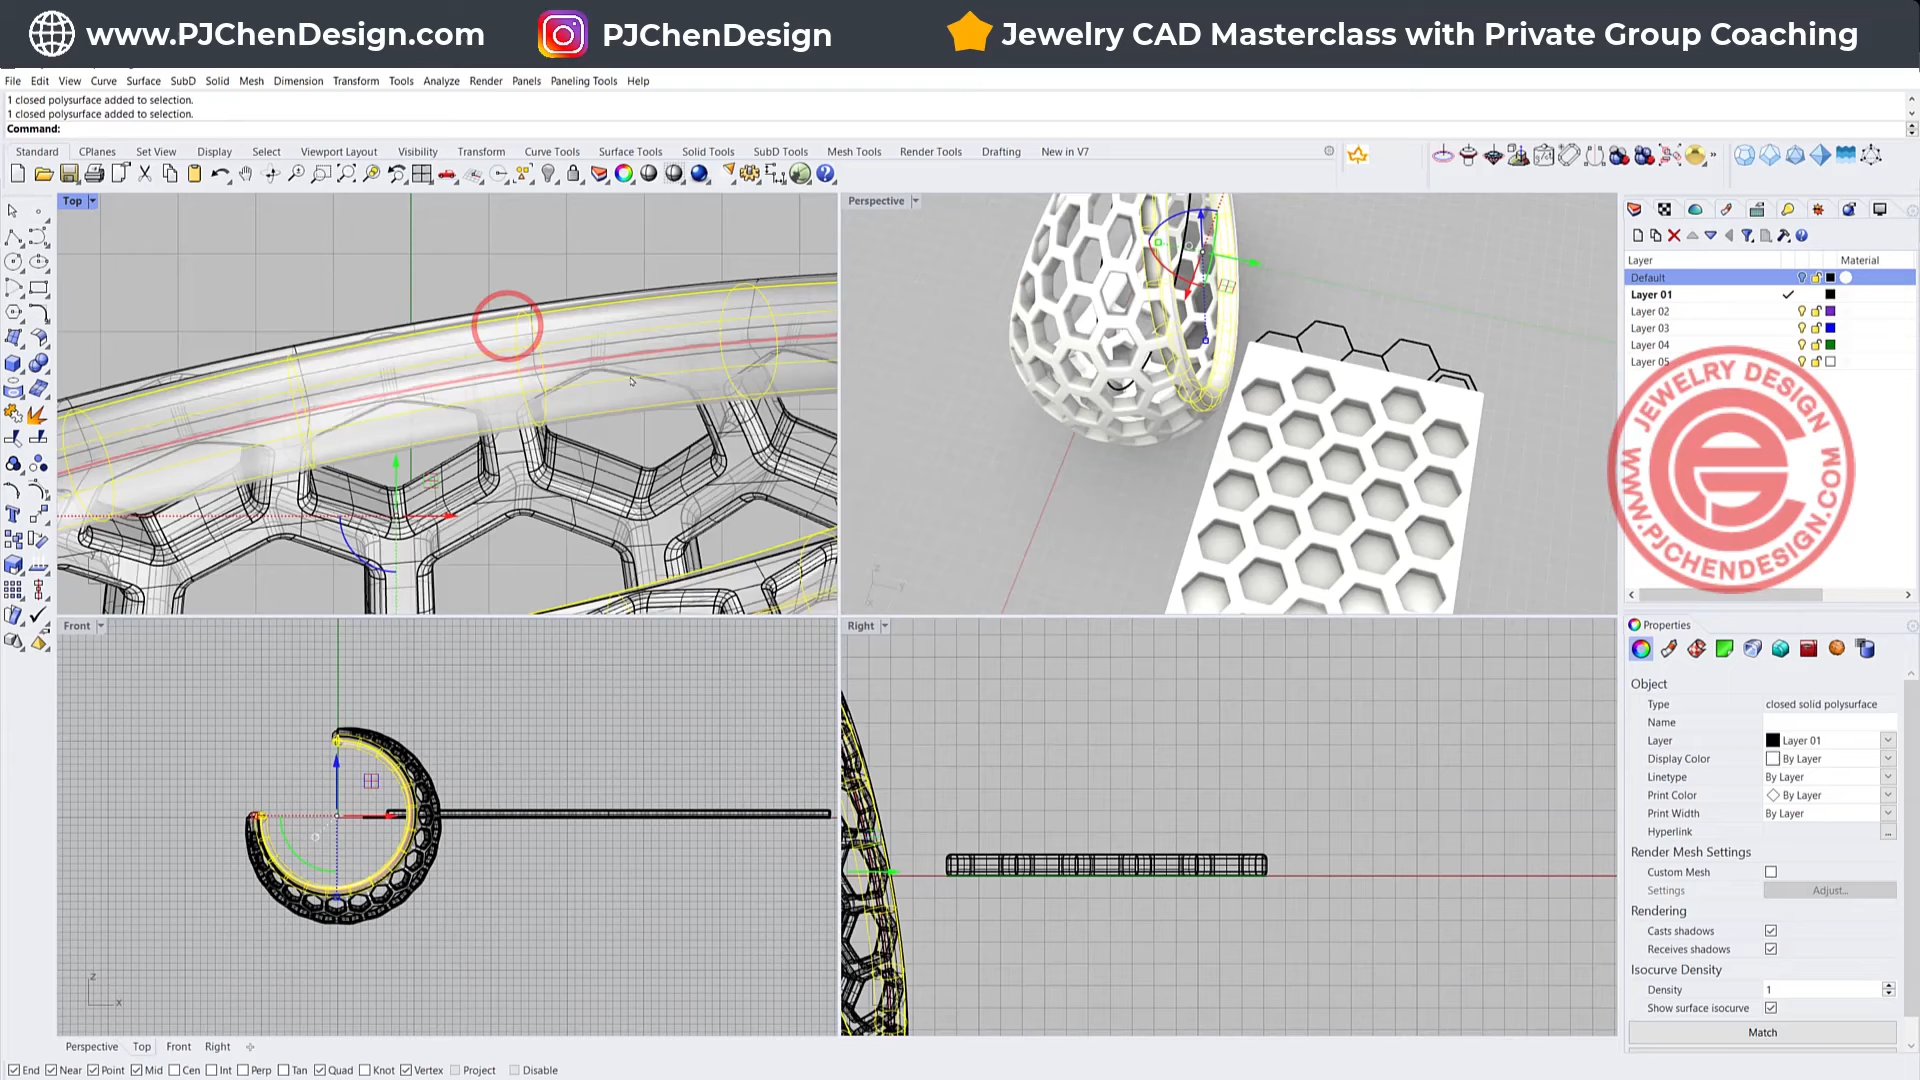 www.PJChenDesign.com PJChenDesign Jewelry CAD Masterclass with Private Group Coaching
File Edit View Curve Surface SubD Solid Mesh Dimension Transform Tools Analyze Render Panels Paneling Tools Help
1 closed polysurface added to selection.
1 closed polysurface added to selection.
Command:
Standard CPlanes Set View Display Select Viewport Layout Visibility Transform Curve Tools Surface Tools Solid Tools SubD Tools Mesh Tools Render Tools Drafting New in V7
Top
Perspective
Layer Material
Default
Layer 01
Layer 02
Layer 03
Layer 04
Layer 05
JEWELRY DESIGN
WWW.PJCHENDESIGN.COM
Front
Right
z
x
Properties
Object
Type closed solid polysurface
Name
Layer Layer 01
Display Color By Layer
Linetype By Layer
Print Color By Layer
Print Width By Layer
Hyperlink ...
Render Mesh Settings
Custom Mesh
Settings Adjust...
Rendering
Casts shadows
Receives shadows
Isocurve Density
Density 1
Show surface isocurve
Match
Perspective Top Front Right
End Near Point Mid Cen Int Perp Tan Quad Knot Vertex Project Disable